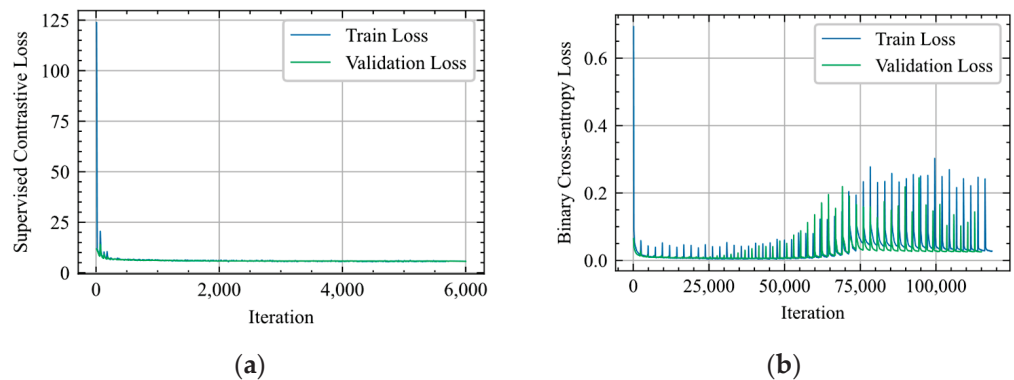 Supervised Contrastive Loss
125
100
75
50
25
0
Train Loss
Validation Loss
0 2,000 4,000 6,000
Iteration
(a)
Binary Cross-entropy Loss
0.6
0.4
0.2
0.0
Train Loss
Validation Loss
0 25,000 50,000 75,000 100,000
Iteration
(b)